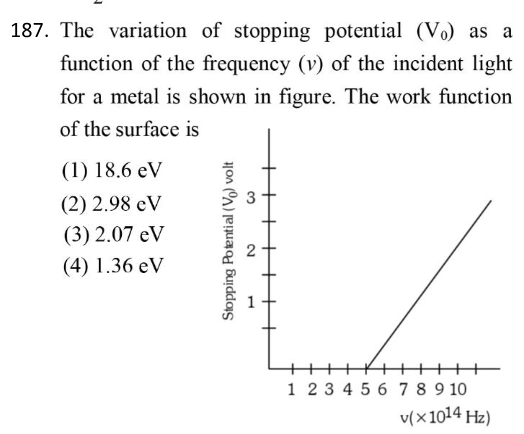 2
187. The variation of stopping potential (V₀) as a
function of the frequency (v) of the incident light
for a metal is shown in figure. The work function
of the surface is
(1) 18.6 eV
(2) 2.98 eV
(3) 2.07 eV
(4) 1.36 eV
Stopping Potential (V₀) volt
3
2
1
1 2 3 4 5 6 7 8 9 10
v(×10¹⁴ Hz)